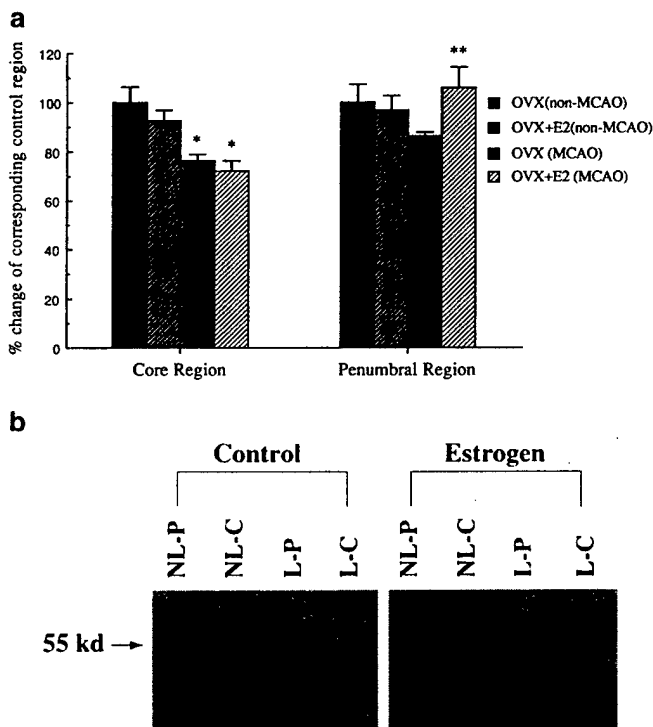 a
% change of corresponding control region
120
100
80
60
40
20
0
*
*
**
OVX(non-MCAO)
OVX+E2(non-MCAO)
OVX (MCAO)
OVX+E2 (MCAO)
Core Region
Penumbral Region
b
Control
Estrogen
NL-P
NL-C
L-P
L-C
NL-P
NL-C
L-P
L-C
55 kd →